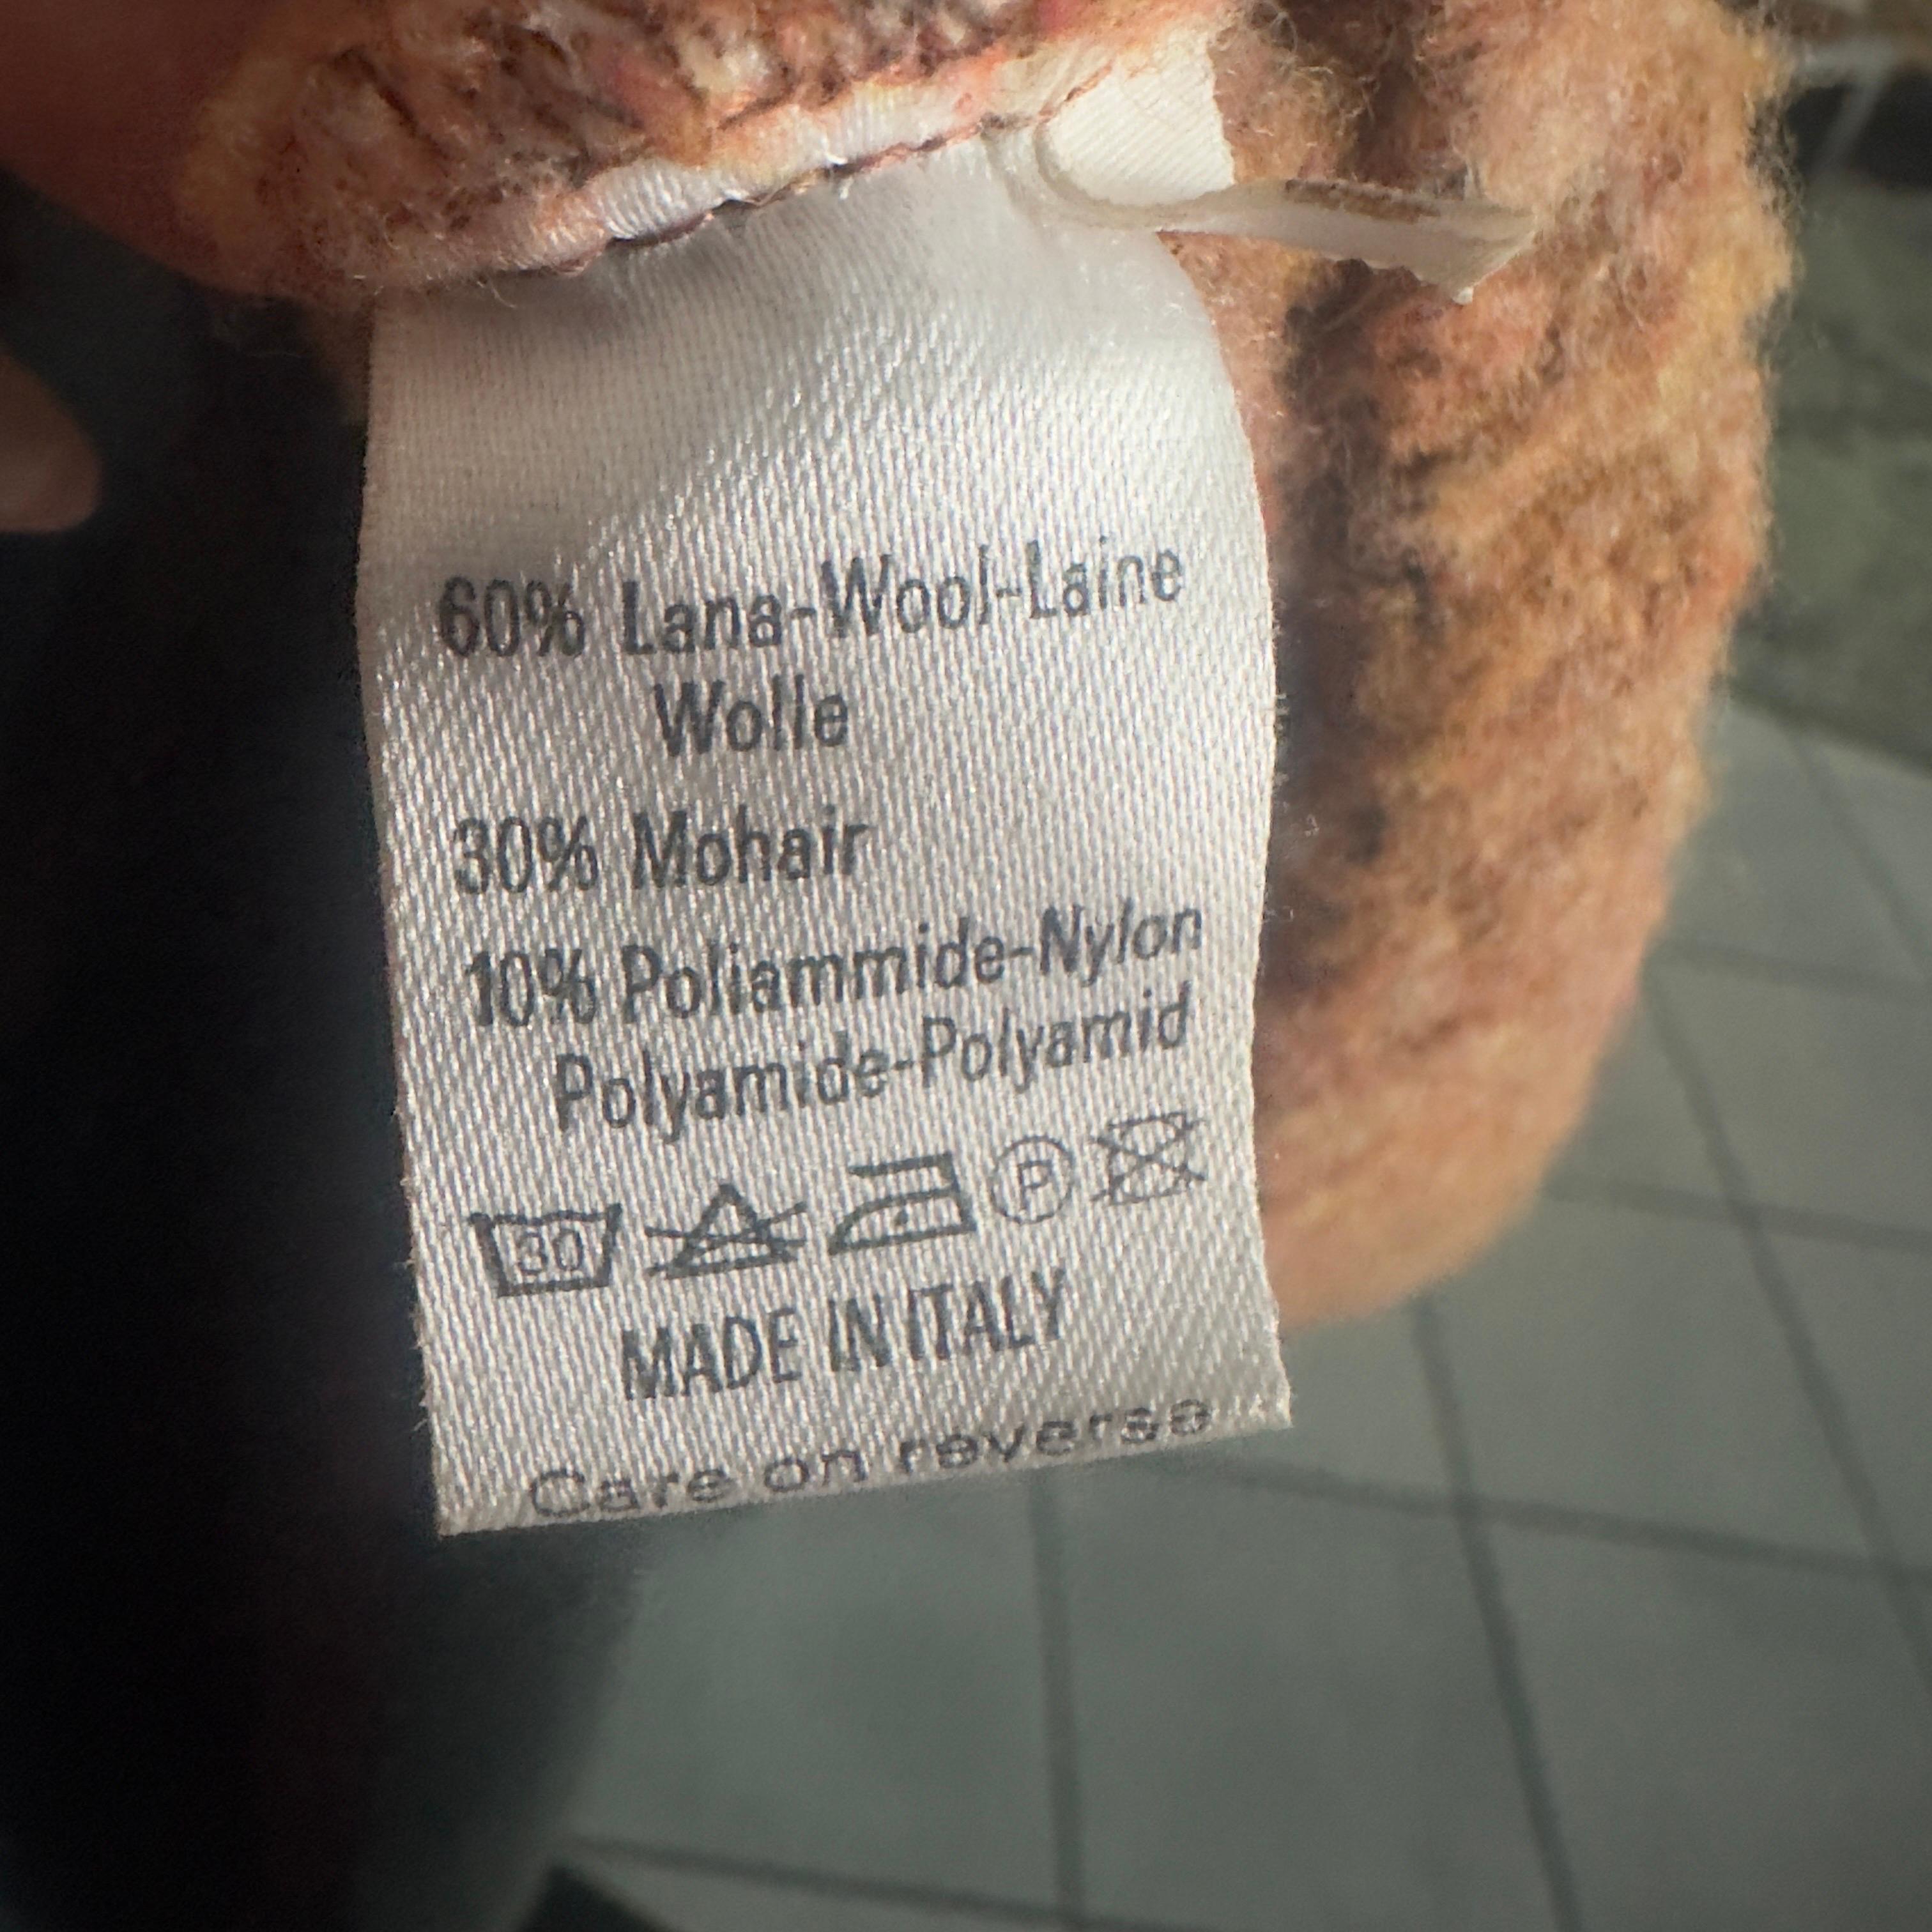 60% Lana-Wool-Laine
Wolle
30% Mohair
10% Poliammide-Nylon
Polyamide-Polyamid
30 P
MADE IN ITALY
Care on reverse